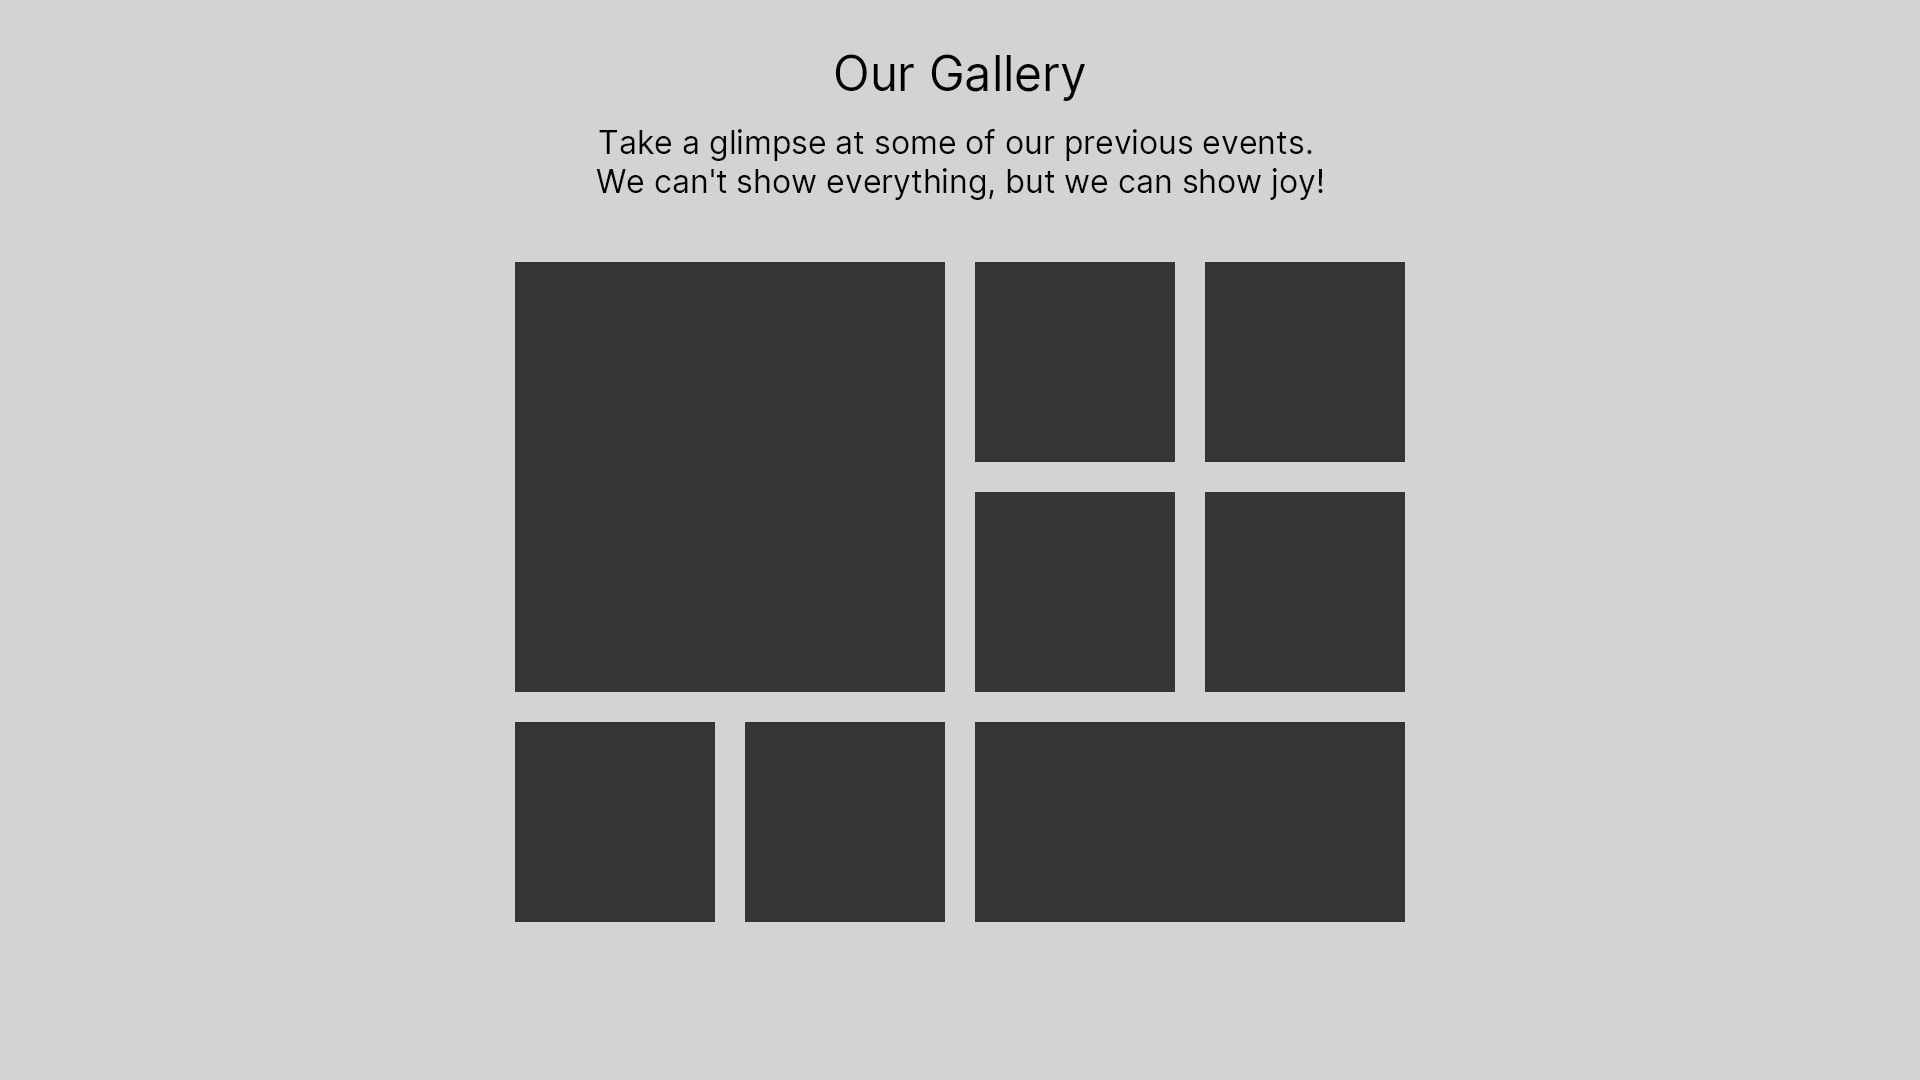 Our Gallery
Take a glimpse at some of our previous events.
We can't show everything, but we can show joy!